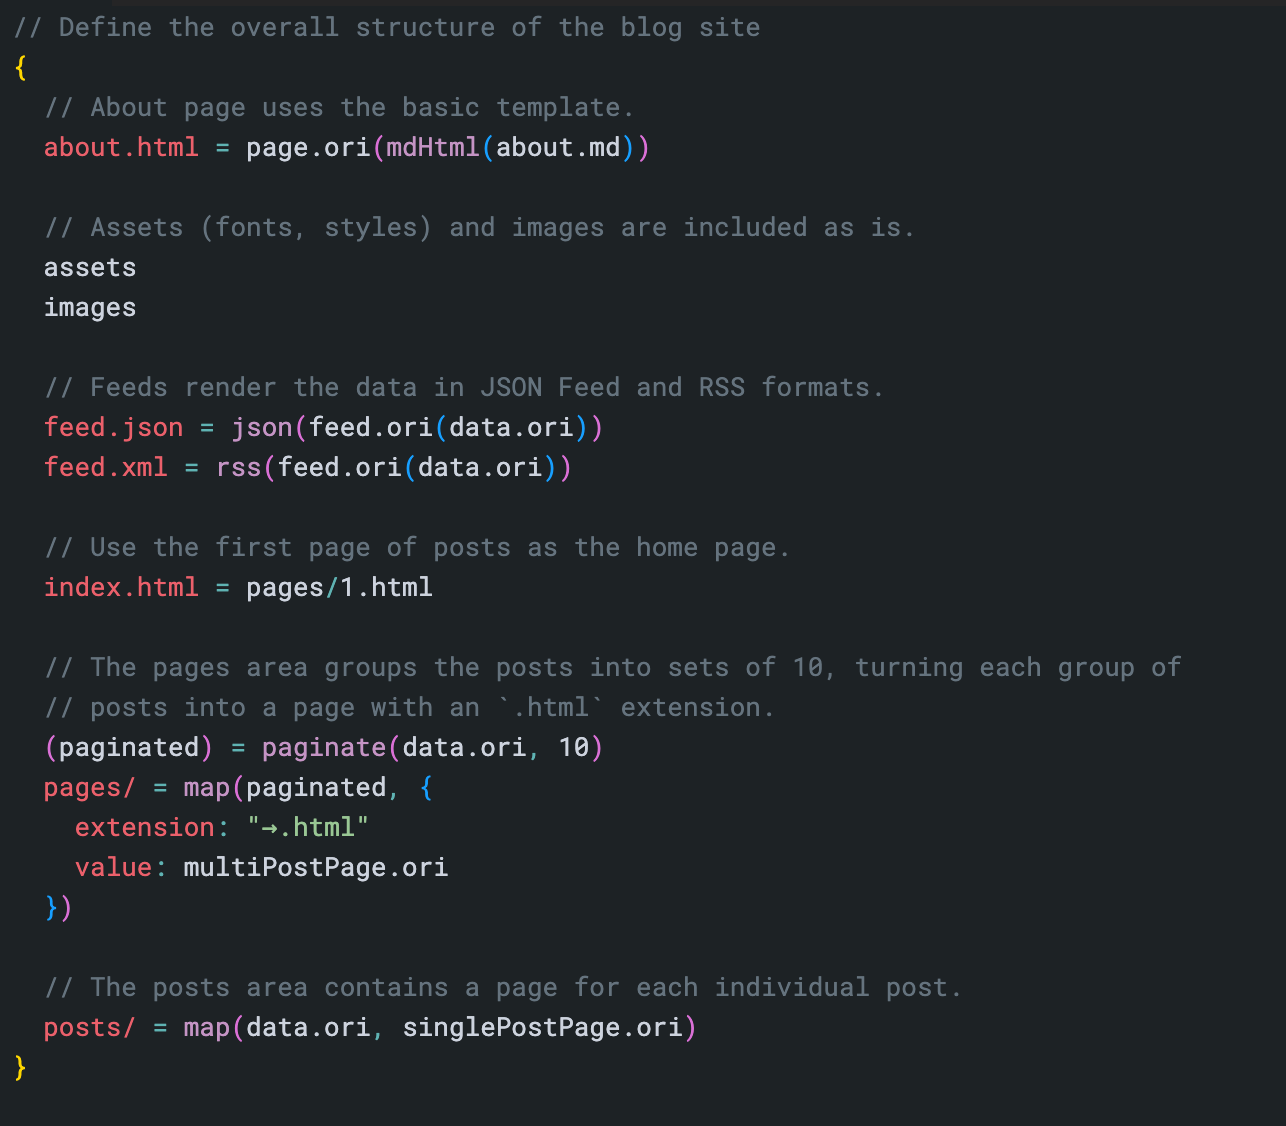 // Define the overall structure of the blog site
{
  // About page uses the basic template.
  about.html = page.ori(mdHtml(about.md))

  // Assets (fonts, styles) and images are included as is.
  assets
  images

  // Feeds render the data in JSON Feed and RSS formats.
  feed.json = json(feed.ori(data.ori))
  feed.xml = rss(feed.ori(data.ori))

  // Use the first page of posts as the home page.
  index.html = pages/1.html

  // The pages area groups the posts into sets of 10, turning each group of
  // posts into a page with an `.html` extension.
  (paginated) = paginate(data.ori, 10)
  pages/ = map(paginated, {
    extension: "→.html"
    value: multiPostPage.ori
  })

  // The posts area contains a page for each individual post.
  posts/ = map(data.ori, singlePostPage.ori)
}